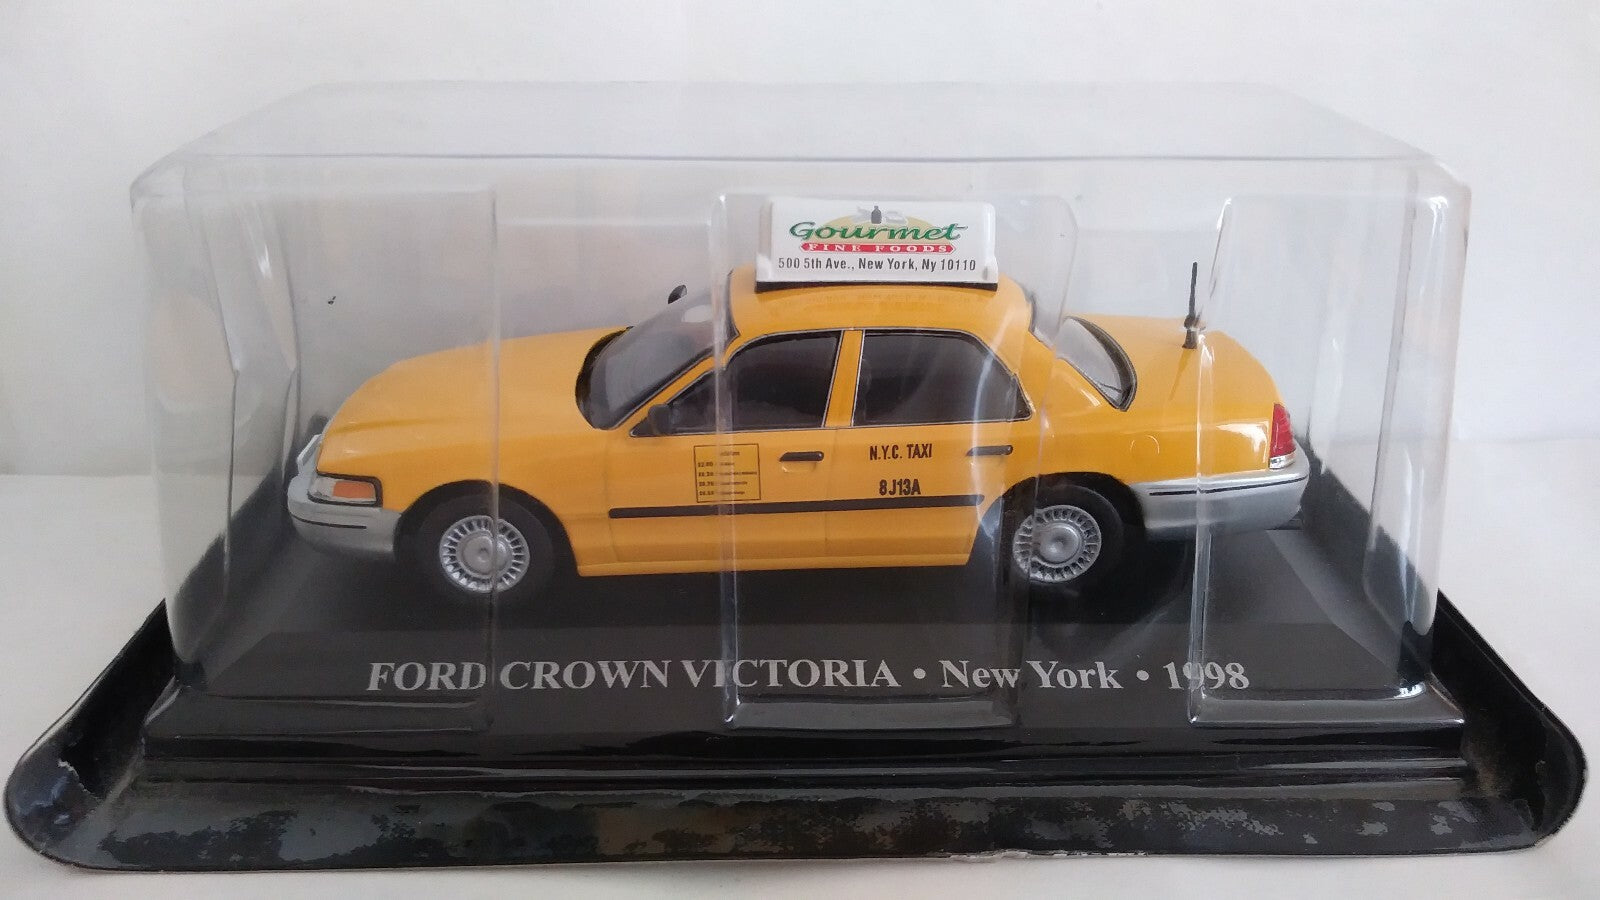 Gourmet
FINE FOODS
500 5th Ave., New York, Ny 10110
N.Y.C. TAXI
8J13A
FORD CROWN VICTORIA • New York • 1998